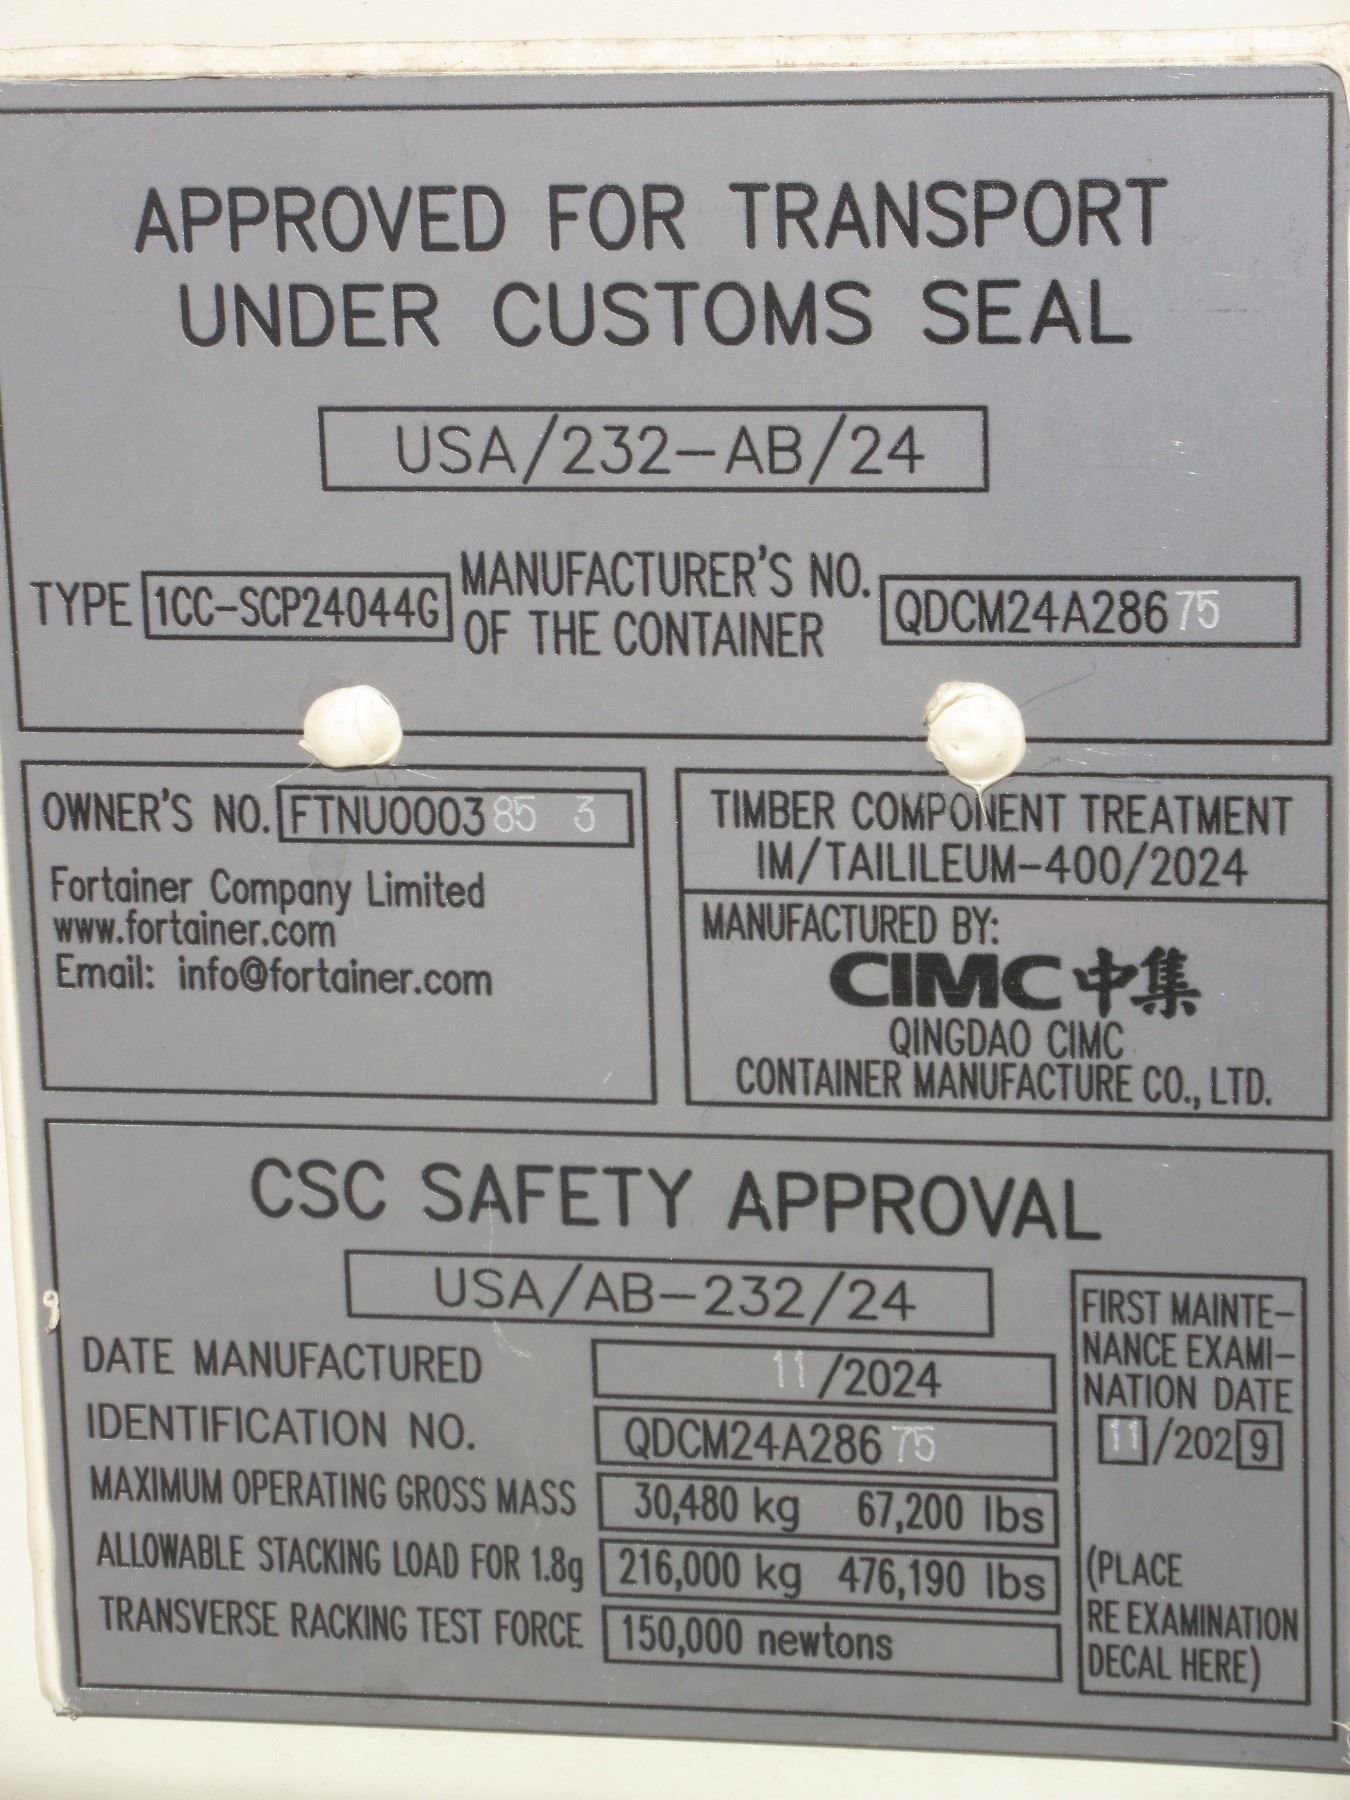 APPROVED FOR TRANSPORT
UNDER CUSTOMS SEAL
USA/232-AB/24
TYPE 1CC-SCP24044G MANUFACTURER'S NO. OF THE CONTAINER QDCM24A28675
OWNER'S NO. FTNU000385 3
Fortainer Company Limited
www.fortainer.com
Email: info@fortainer.com
TIMBER COMPONENT TREATMENT
IM/TAILILEUM-400/2024
MANUFACTURED BY:
CIMC 中集
QINGDAO CIMC
CONTAINER MANUFACTURE CO., LTD.
CSC SAFETY APPROVAL
USA/AB-232/24
DATE MANUFACTURED 11/2024
IDENTIFICATION NO. QDCM24A28675
MAXIMUM OPERATING GROSS MASS 30,480 kg 67,200 lbs
ALLOWABLE STACKING LOAD FOR 1.8g 216,000 kg 476,190 lbs
TRANSVERSE RACKING TEST FORCE 150,000 newtons
FIRST MAINTE-
NANCE EXAMI-
NATION DATE
11/2029
(PLACE
RE EXAMINATION
DECAL HERE)